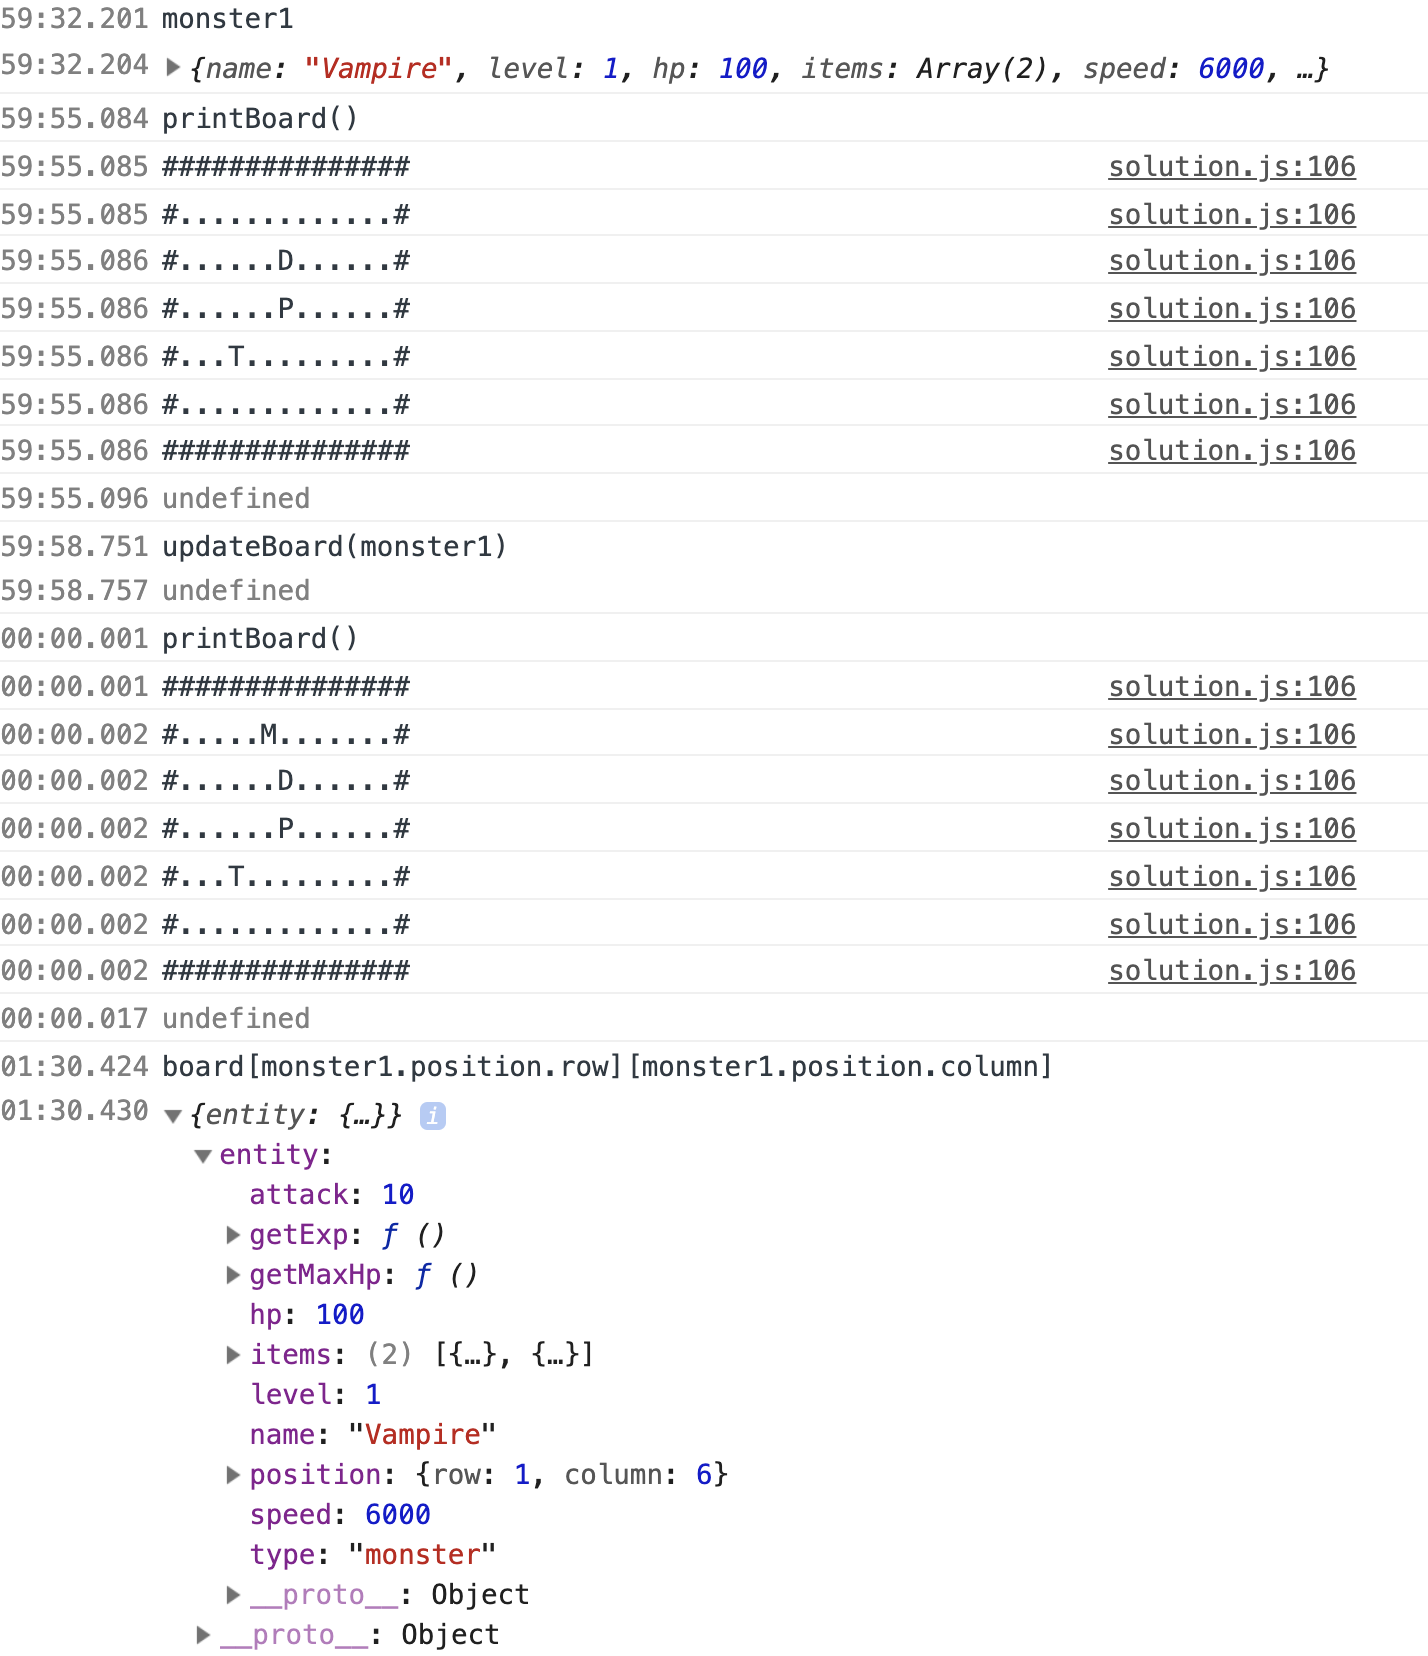 59:32.201 monster1
59:32.204 ▶{name: "Vampire", level: 1, hp: 100, items: Array(2), speed: 6000, …}
59:55.084 printBoard()
59:55.085 ############### solution.js:106
59:55.085 #.............# solution.js:106
59:55.086 #......D......# solution.js:106
59:55.086 #......P......# solution.js:106
59:55.086 #...T.........# solution.js:106
59:55.086 #.............# solution.js:106
59:55.086 ############### solution.js:106
59:55.096 undefined
59:58.751 updateBoard(monster1)
59:58.757 undefined
00:00.001 printBoard()
00:00.001 ############### solution.js:106
00:00.002 #.....M.......# solution.js:106
00:00.002 #......D......# solution.js:106
00:00.002 #......P......# solution.js:106
00:00.002 #...T.........# solution.js:106
00:00.002 #.............# solution.js:106
00:00.002 ############### solution.js:106
00:00.017 undefined
01:30.424 board[monster1.position.row][monster1.position.column]
01:30.430 ▼{entity: {…}} i
▼entity:
attack: 10
▶getExp: ƒ ()
▶getMaxHp: ƒ ()
hp: 100
▶items: (2) [{…}, {…}]
level: 1
name: "Vampire"
▶position: {row: 1, column: 6}
speed: 6000
type: "monster"
▶__proto__: Object
▶__proto__: Object